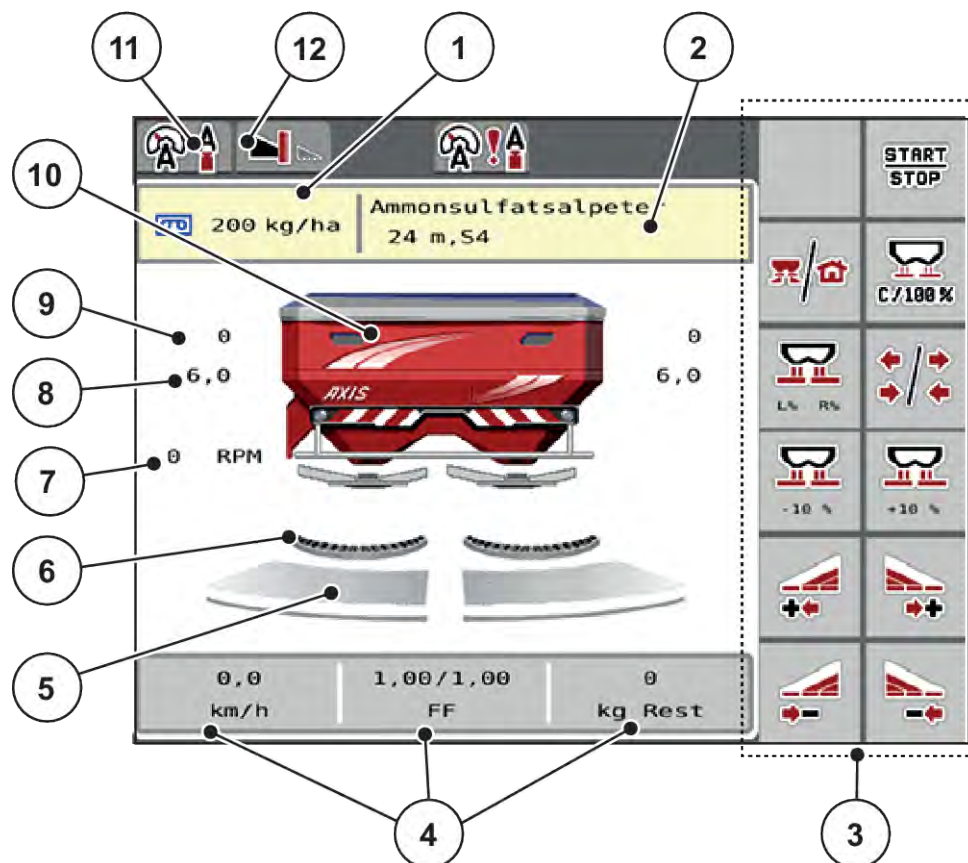 11
12
1
2
START
STOP
10
200 kg/ha
Ammonsulfatsalpeter
24 m,S4
C/100%
9
0
0
8
6,0
6,0
AXIS
L% R%
7
0 RPM
-10 %
+10 %
6
5
0,0
1,00/1,00
0
km/h
FF
kg Rest
4
3
A
A
A
A